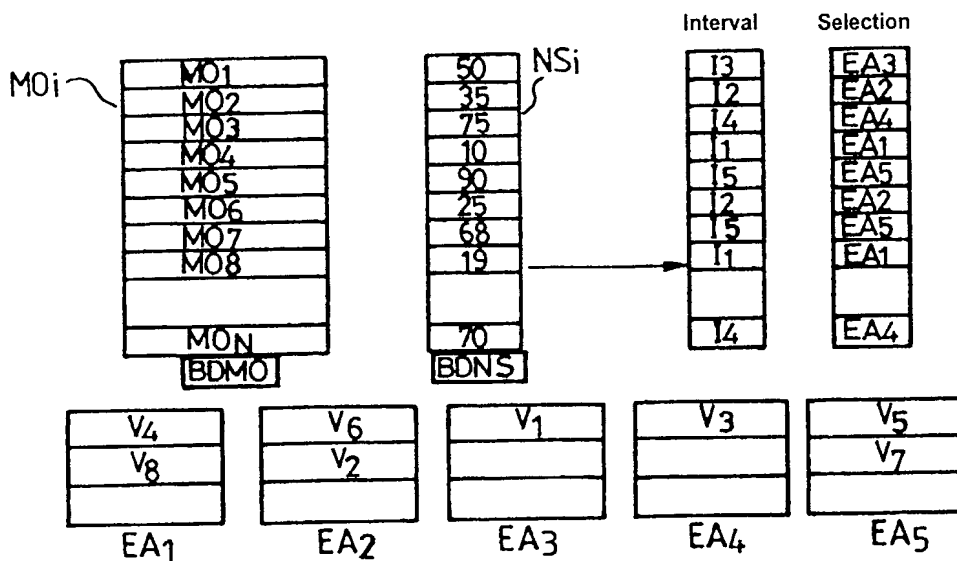 Interval Selection
MOi NSi
MO1 50 I3 EA3
MO2 35 I2 EA2
MO3 75 I4 EA4
MO4 10 I1 EA1
MO5 90 I5 EA5
MO6 25 I2 EA2
MO7 68 I5 EA5
MO8 19 I1 EA1
MON 70 I4 EA4
BDMO BDNS
V4 V6 V1 V3 V5
V8 V2 V7
EA1 EA2 EA3 EA4 EA5